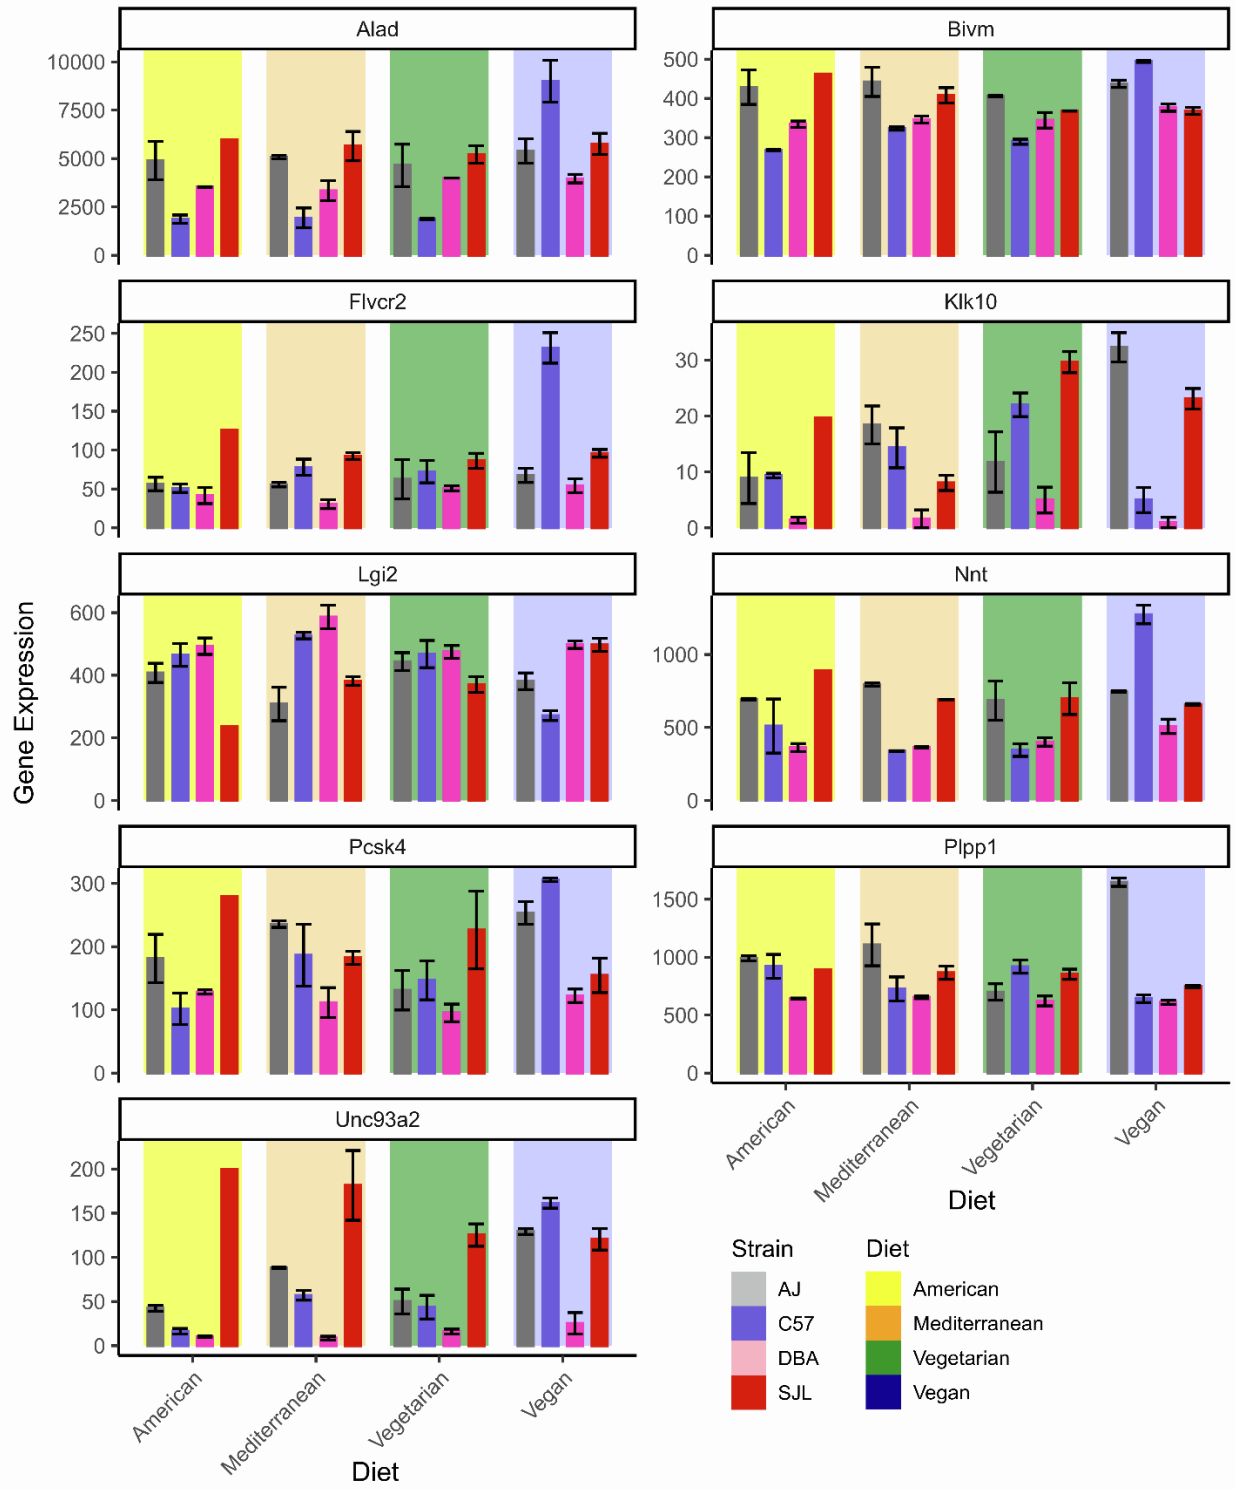 Alad
10000
7500
5000
2500
0
Bivm
500
400
300
200
100
0
Flvcr2
250
200
150
100
50
0
Klk10
30
20
10
0
Gene Expression
Lgi2
600
400
200
0
Nnt
1000
500
0
Pcsk4
300
200
100
0
Plpp1
1500
1000
500
0
American
Mediterranean
Vegetarian
Vegan
Diet
Unc93a2
200
150
100
50
0
American
Mediterranean
Vegetarian
Vegan
Diet
Strain
AJ
C57
DBA
SJL
Diet
American
Mediterranean
Vegetarian
Vegan